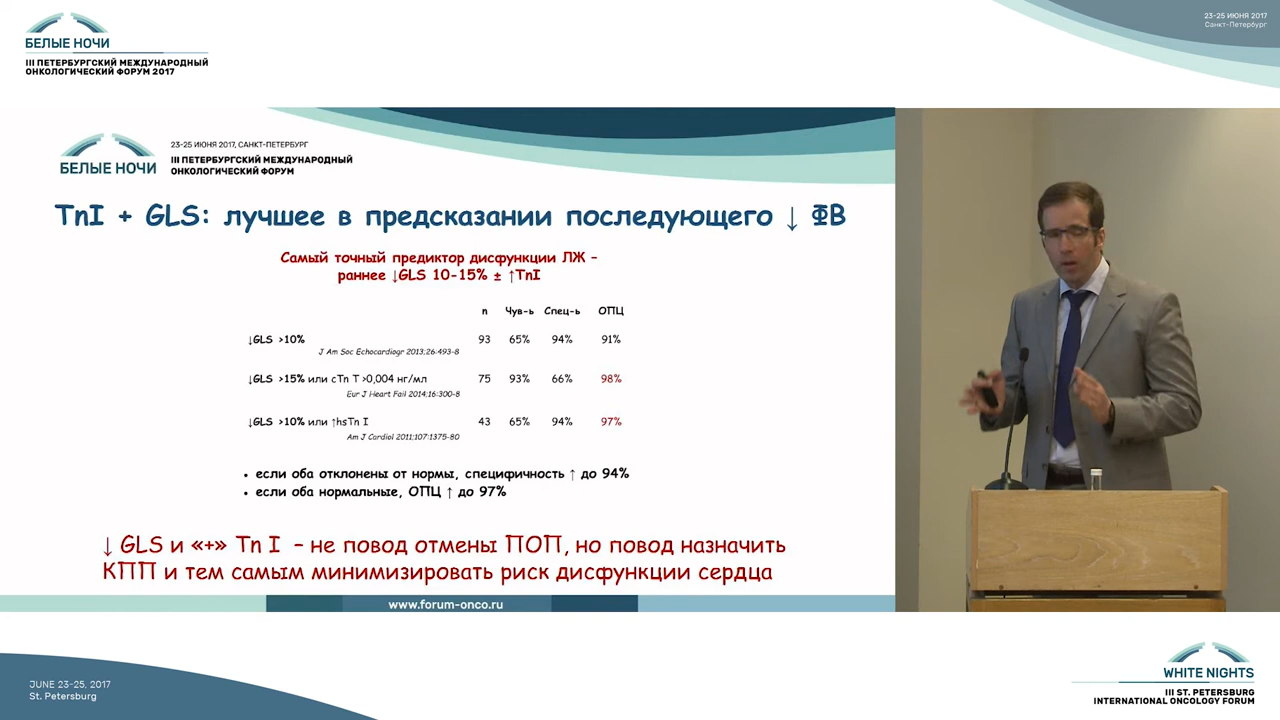 БЕЛЫЕ НОЧИ
III ПЕТЕРБУРГСКИЙ МЕЖДУНАРОДНЫЙ
ОНКОЛОГИЧЕСКИЙ ФОРУМ 2017
23-25 ИЮНЯ 2017
Санкт-Петербург
БЕЛЫЕ НОЧИ
23-25 ИЮНЯ 2017, САНКТ-ПЕТЕРБУРГ
III ПЕТЕРБУРГСКИЙ МЕЖДУНАРОДНЫЙ
ОНКОЛОГИЧЕСКИЙ ФОРУМ
TnI + GLS: лучшее в предсказании последующего ↓ ФВ
Самый точный предиктор дисфункции ЛЖ –
раннее ↓GLS 10-15% ± ↑TnI
n Чув-ь Спец-ь ОПЦ
↓GLS >10% 93 65% 94% 91%
J Am Soc Echocardiogr 2013;26:493-8
↓GLS >15% или cTn T >0,004 нг/мл 75 93% 66% 98%
Eur J Heart Fail 2014;16:300-8
↓GLS >10% или ↑hsTn I 43 65% 94% 97%
Am J Cardiol 2011;107:1375-80
• если оба отклонены от нормы, специфичность ↑ до 94%
• если оба нормальные, ОПЦ ↑ до 97%
↓ GLS и «+» Tn I – не повод отмены ПОП, но повод назначить
КПП и тем самым минимизировать риск дисфункции сердца
www.forum-onco.ru
JUNE 23-25, 2017
St. Petersburg
WHITE NIGHTS
III ST. PETERSBURG
INTERNATIONAL ONCOLOGY FORUM